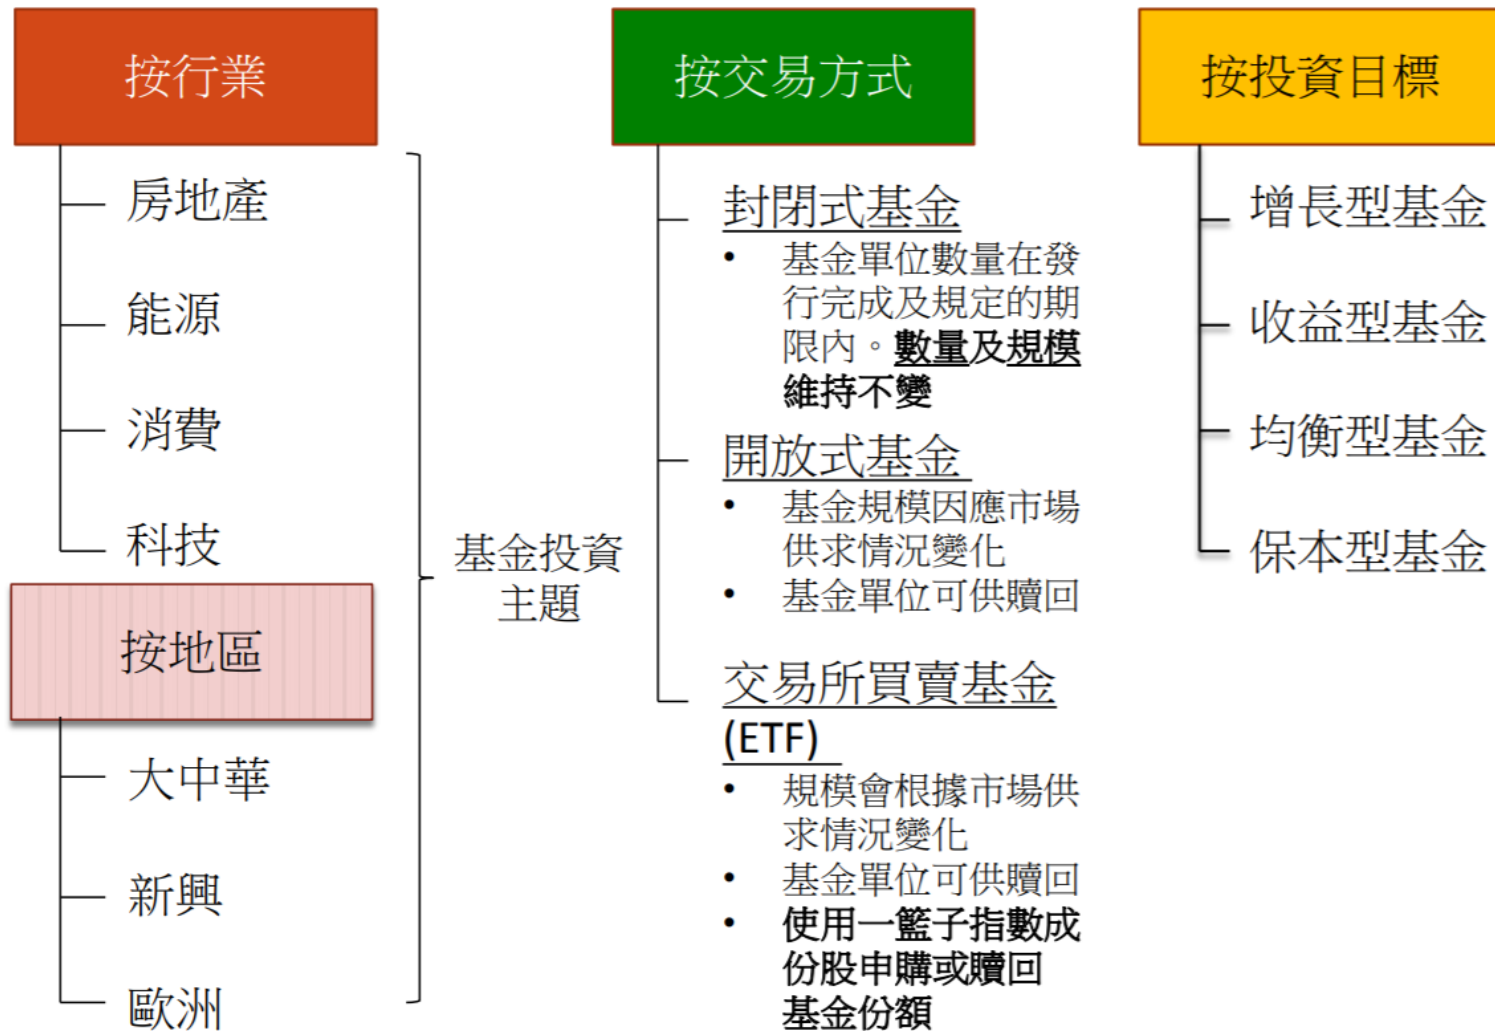 按行業
房地產
能源
消費
科技
按地區
大中華
新興
歐洲
基金投資
主題
按交易方式
封閉式基金
• 基金單位數量在發
行完成及規定的期
限內。數量及規模
維持不變
開放式基金
• 基金規模因應市場
供求情況變化
• 基金單位可供贖回
交易所買賣基金
(ETF)
• 規模會根據市場供
求情況變化
• 基金單位可供贖回
• 使用一籃子指數成
份股申購或贖回
基金份額
按投資目標
增長型基金
收益型基金
均衡型基金
保本型基金